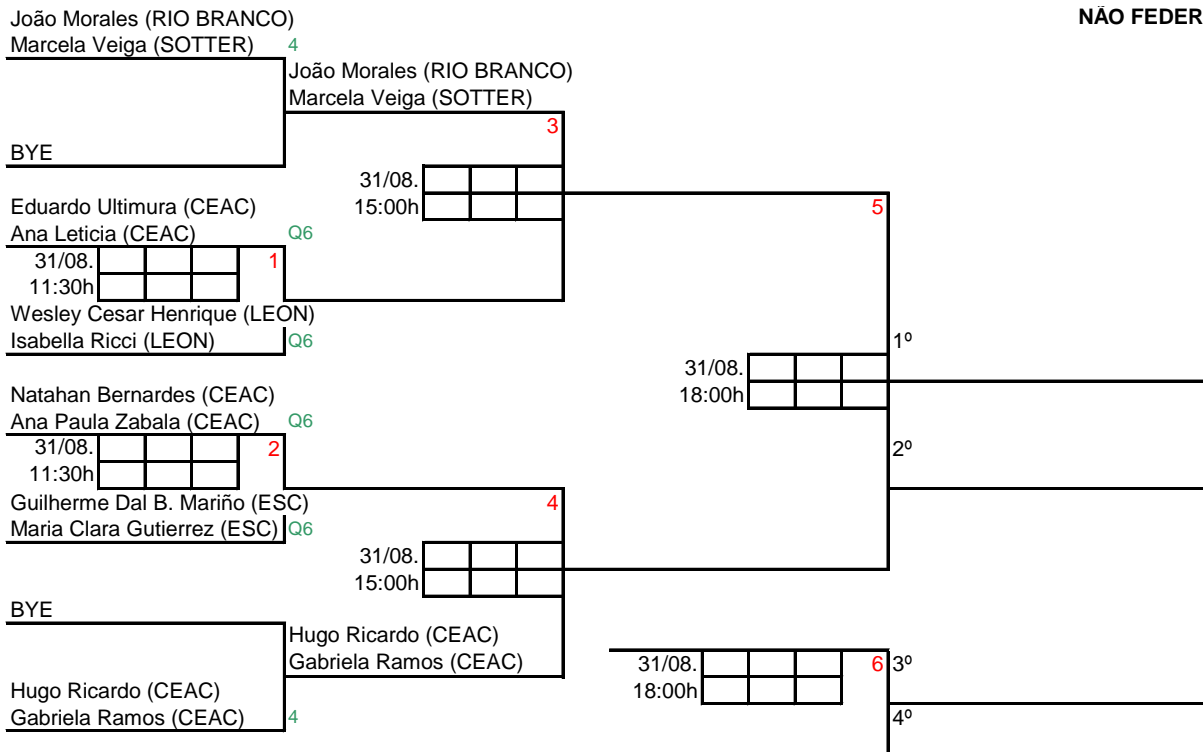 João Morales (RIO BRANCO)
NÃO FEDER
Marcela Veiga (SOTTER) 4
João Morales (RIO BRANCO)
Marcela Veiga (SOTTER)
3
BYE
31/08.
15:00h
Eduardo Ultimura (CEAC)
5
Ana Leticia (CEAC) Q6
31/08. 1
11:30h
Wesley Cesar Henrique (LEON)
Isabella Ricci (LEON) Q6
1º
31/08.
18:00h
Natahan Bernardes (CEAC)
Ana Paula Zabala (CEAC) Q6
31/08. 2
2º
11:30h
Guilherme Dal B. Mariño (ESC)
4
Maria Clara Gutierrez (ESC) Q6
31/08.
15:00h
BYE
Hugo Ricardo (CEAC)
Gabriela Ramos (CEAC)
31/08. 6 3º
18:00h
Hugo Ricardo (CEAC)
Gabriela Ramos (CEAC) 4
4º